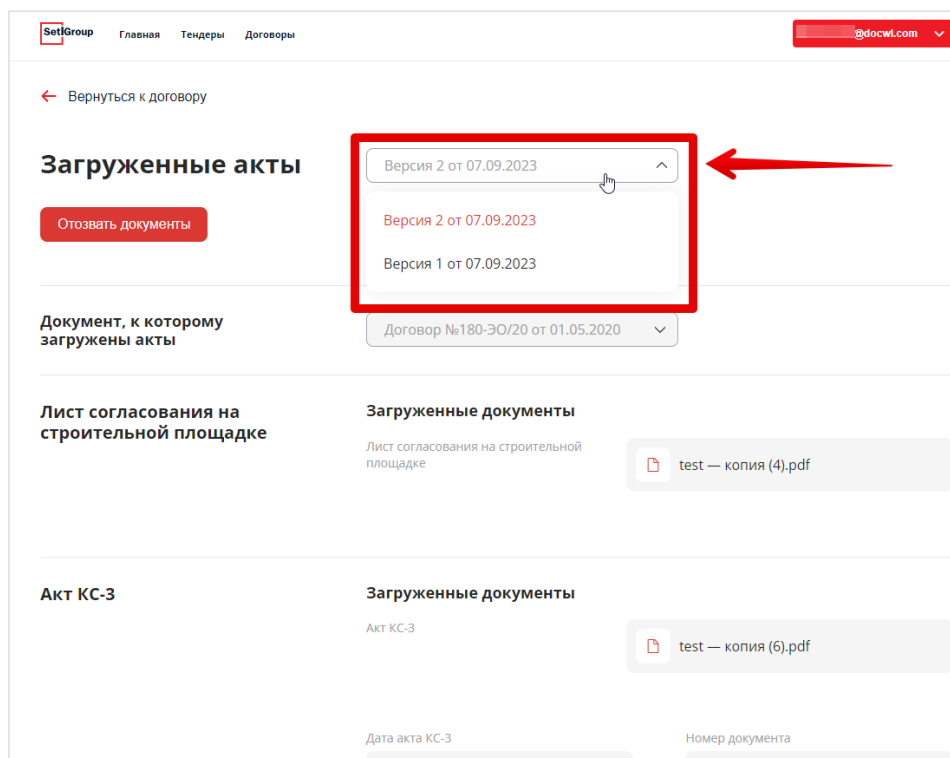 SetlGroup
Главная Тендеры Договоры
@docwl.com
Вернуться к договору
Загруженные акты
Версия 2 от 07.09.2023
Отозвать документы
Версия 2 от 07.09.2023
Версия 1 от 07.09.2023
Документ, к которому
загружены акты
Договор №180-ЭО/20 от 01.05.2020
Лист согласования на
строительной площадке
Загруженные документы
Лист согласования на строительной
площадке
test — копия (4).pdf
Акт КС-3
Загруженные документы
Акт КС-3
test — копия (6).pdf
Дата акта КС-3
Номер документа